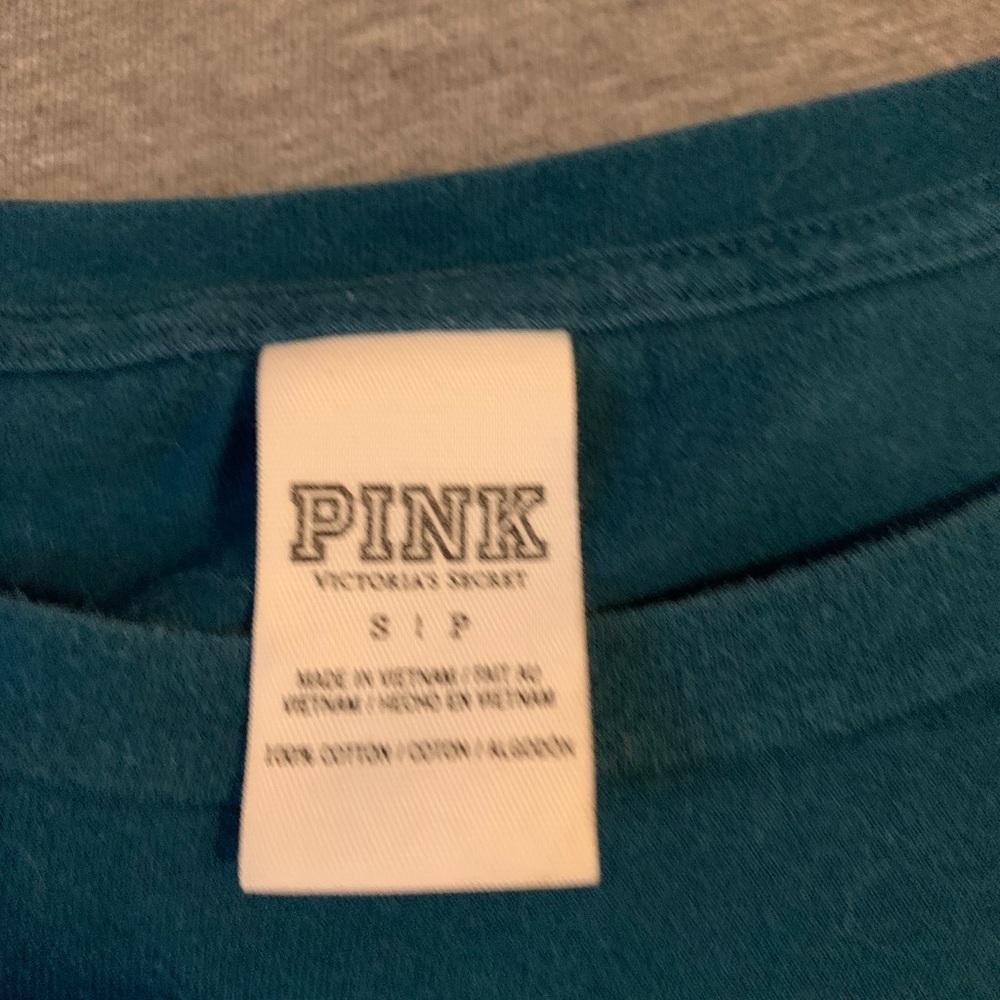 PINK
VICTORIA'S SECRET
S | P
MADE IN VIETNAM / FAIT AU
VIETNAM / HECHO EN VIETNAM
100% COTTON / COTON / ALGODÓN